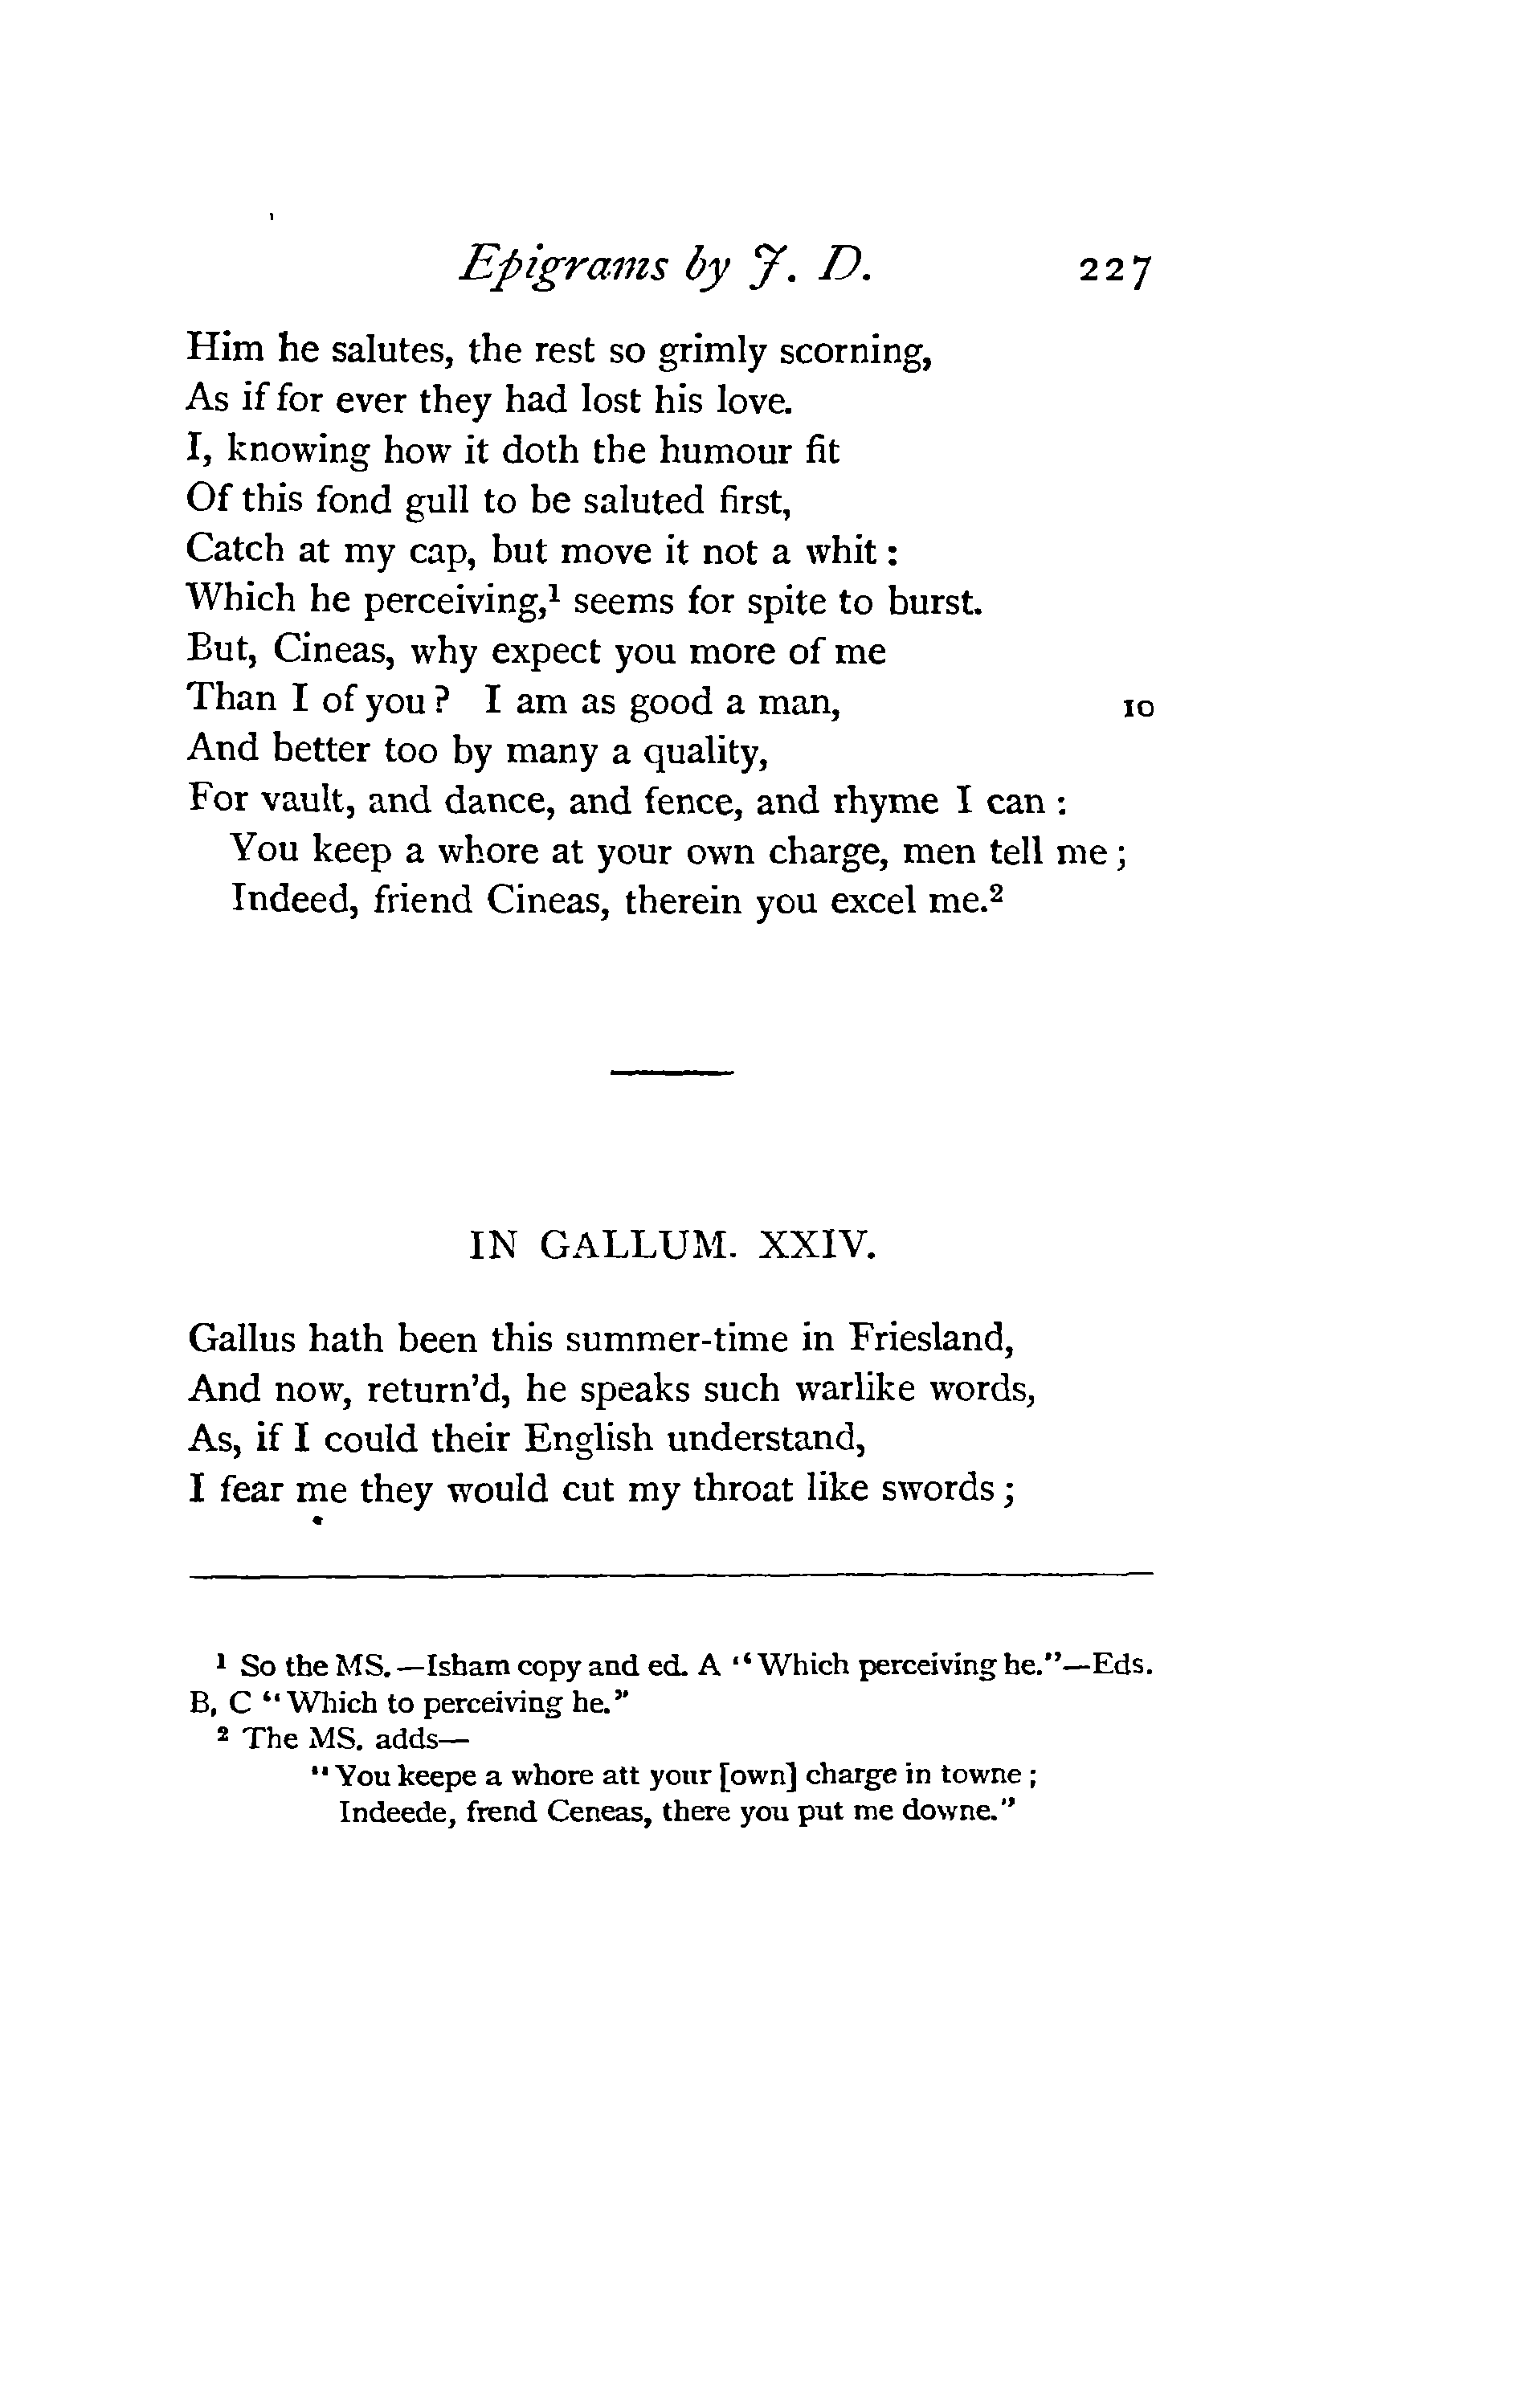 Epigrams by J. D. 227
Him he salutes, the rest so grimly scorning,
As if for ever they had lost his love.
I, knowing how it doth the humour fit
Of this fond gull to be saluted first,
Catch at my cap, but move it not a whit :
Which he perceiving,¹ seems for spite to burst.
But, Cineas, why expect you more of me
Than I of you ? I am as good a man, 10
And better too by many a quality,
For vault, and dance, and fence, and rhyme I can :
You keep a whore at your own charge, men tell me ;
Indeed, friend Cineas, therein you excel me.²
IN GALLUM. XXIV.
Gallus hath been this summer-time in Friesland,
And now, return'd, he speaks such warlike words,
As, if I could their English understand,
I fear me they would cut my throat like swords ;
¹ So the MS.—Isham copy and ed. A "Which perceiving he."—Eds.
B, C "Which to perceiving he."
² The MS. adds—
"You keepe a whore att your [own] charge in towne ;
Indeede, frend Ceneas, there you put me downe."